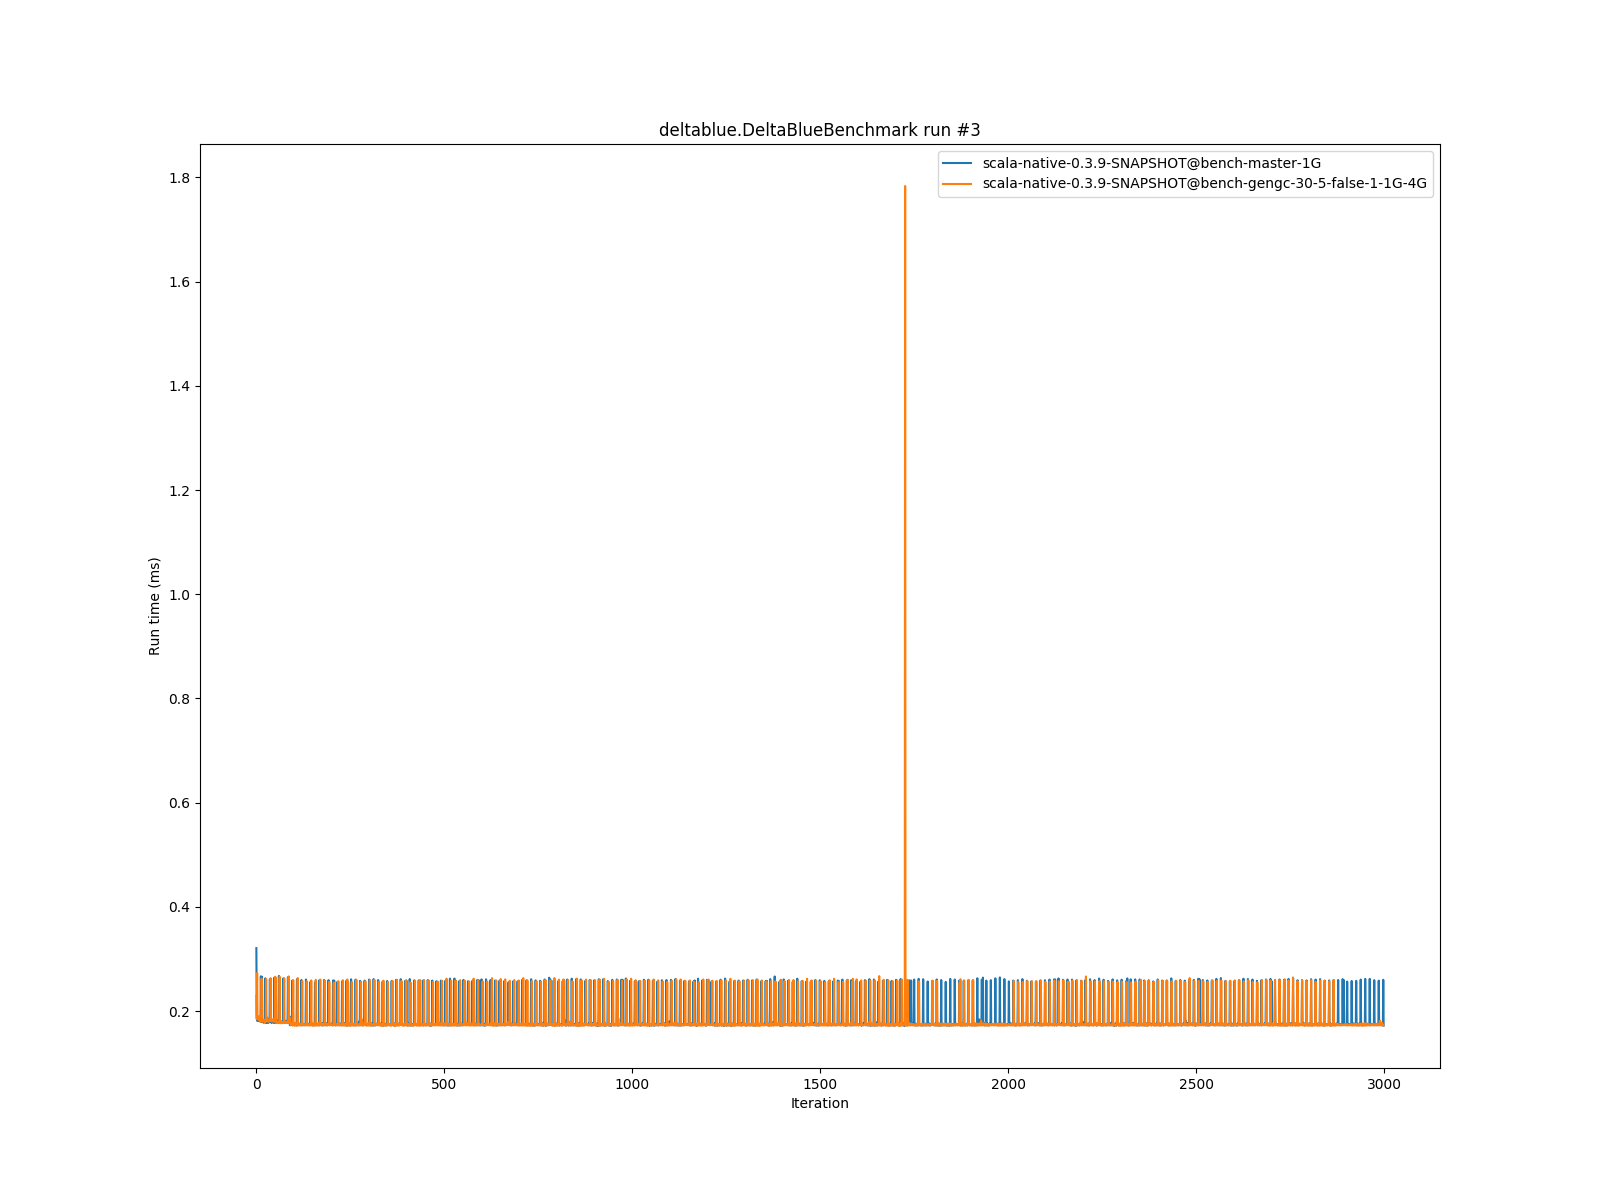 deltablue.DeltaBlueBenchmark run #3
scala-native-0.3.9-SNAPSHOT@bench-master-1G
scala-native-0.3.9-SNAPSHOT@bench-gengc-30-5-false-1-1G-4G
Run time (ms)
1.8
1.6
1.4
1.2
1.0
0.8
0.6
0.4
0.2
0 500 1000 1500 2000 2500 3000
Iteration